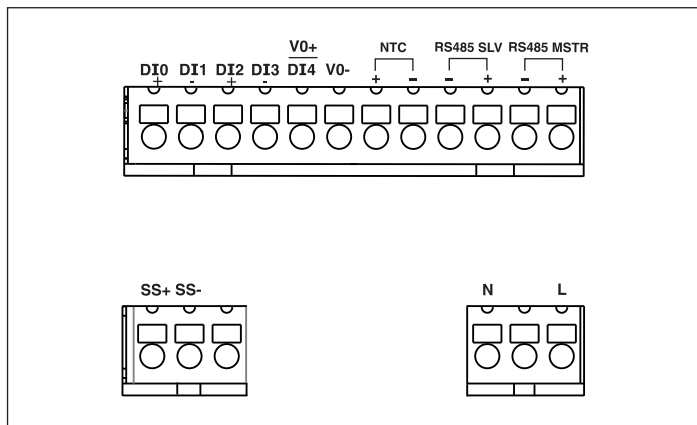 V0+ NTC RS485 SLV RS485 MSTR
DI0 DI1 DI2 DI3 DI4 V0-
+ - + - + - - + - +
SS+ SS- N L